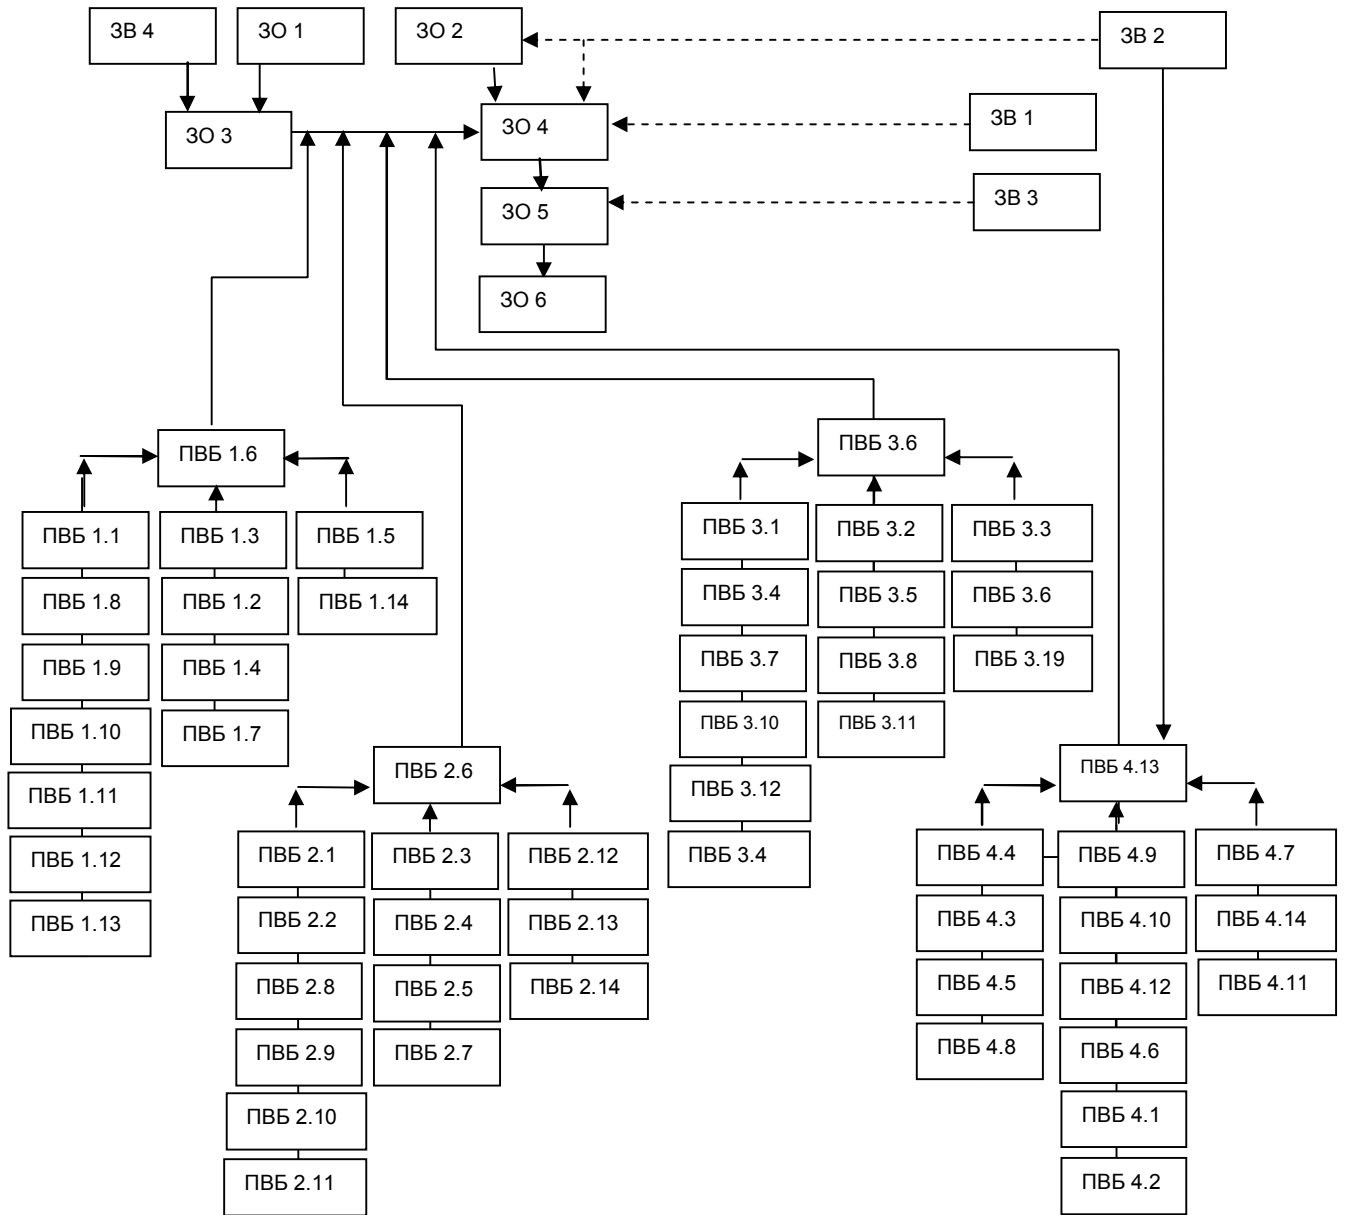 ЗВ 4
ЗО 1
ЗО 2
ЗВ 2
ЗО 3
ЗО 4
ЗВ 1
ЗО 5
ЗВ 3
ЗО 6
ПВБ 1.6
ПВБ 1.1
ПВБ 1.3
ПВБ 1.5
ПВБ 1.8
ПВБ 1.2
ПВБ 1.14
ПВБ 1.9
ПВБ 1.4
ПВБ 1.10
ПВБ 1.7
ПВБ 1.11
ПВБ 1.12
ПВБ 1.13
ПВБ 2.6
ПВБ 2.1
ПВБ 2.3
ПВБ 2.12
ПВБ 2.2
ПВБ 2.4
ПВБ 2.13
ПВБ 2.8
ПВБ 2.5
ПВБ 2.14
ПВБ 2.9
ПВБ 2.7
ПВБ 2.10
ПВБ 2.11
ПВБ 3.6
ПВБ 3.1
ПВБ 3.2
ПВБ 3.3
ПВБ 3.4
ПВБ 3.5
ПВБ 3.6
ПВБ 3.7
ПВБ 3.8
ПВБ 3.19
ПВБ 3.10
ПВБ 3.11
ПВБ 3.12
ПВБ 3.4
ПВБ 4.13
ПВБ 4.4
ПВБ 4.9
ПВБ 4.7
ПВБ 4.3
ПВБ 4.10
ПВБ 4.14
ПВБ 4.5
ПВБ 4.12
ПВБ 4.11
ПВБ 4.8
ПВБ 4.6
ПВБ 4.1
ПВБ 4.2